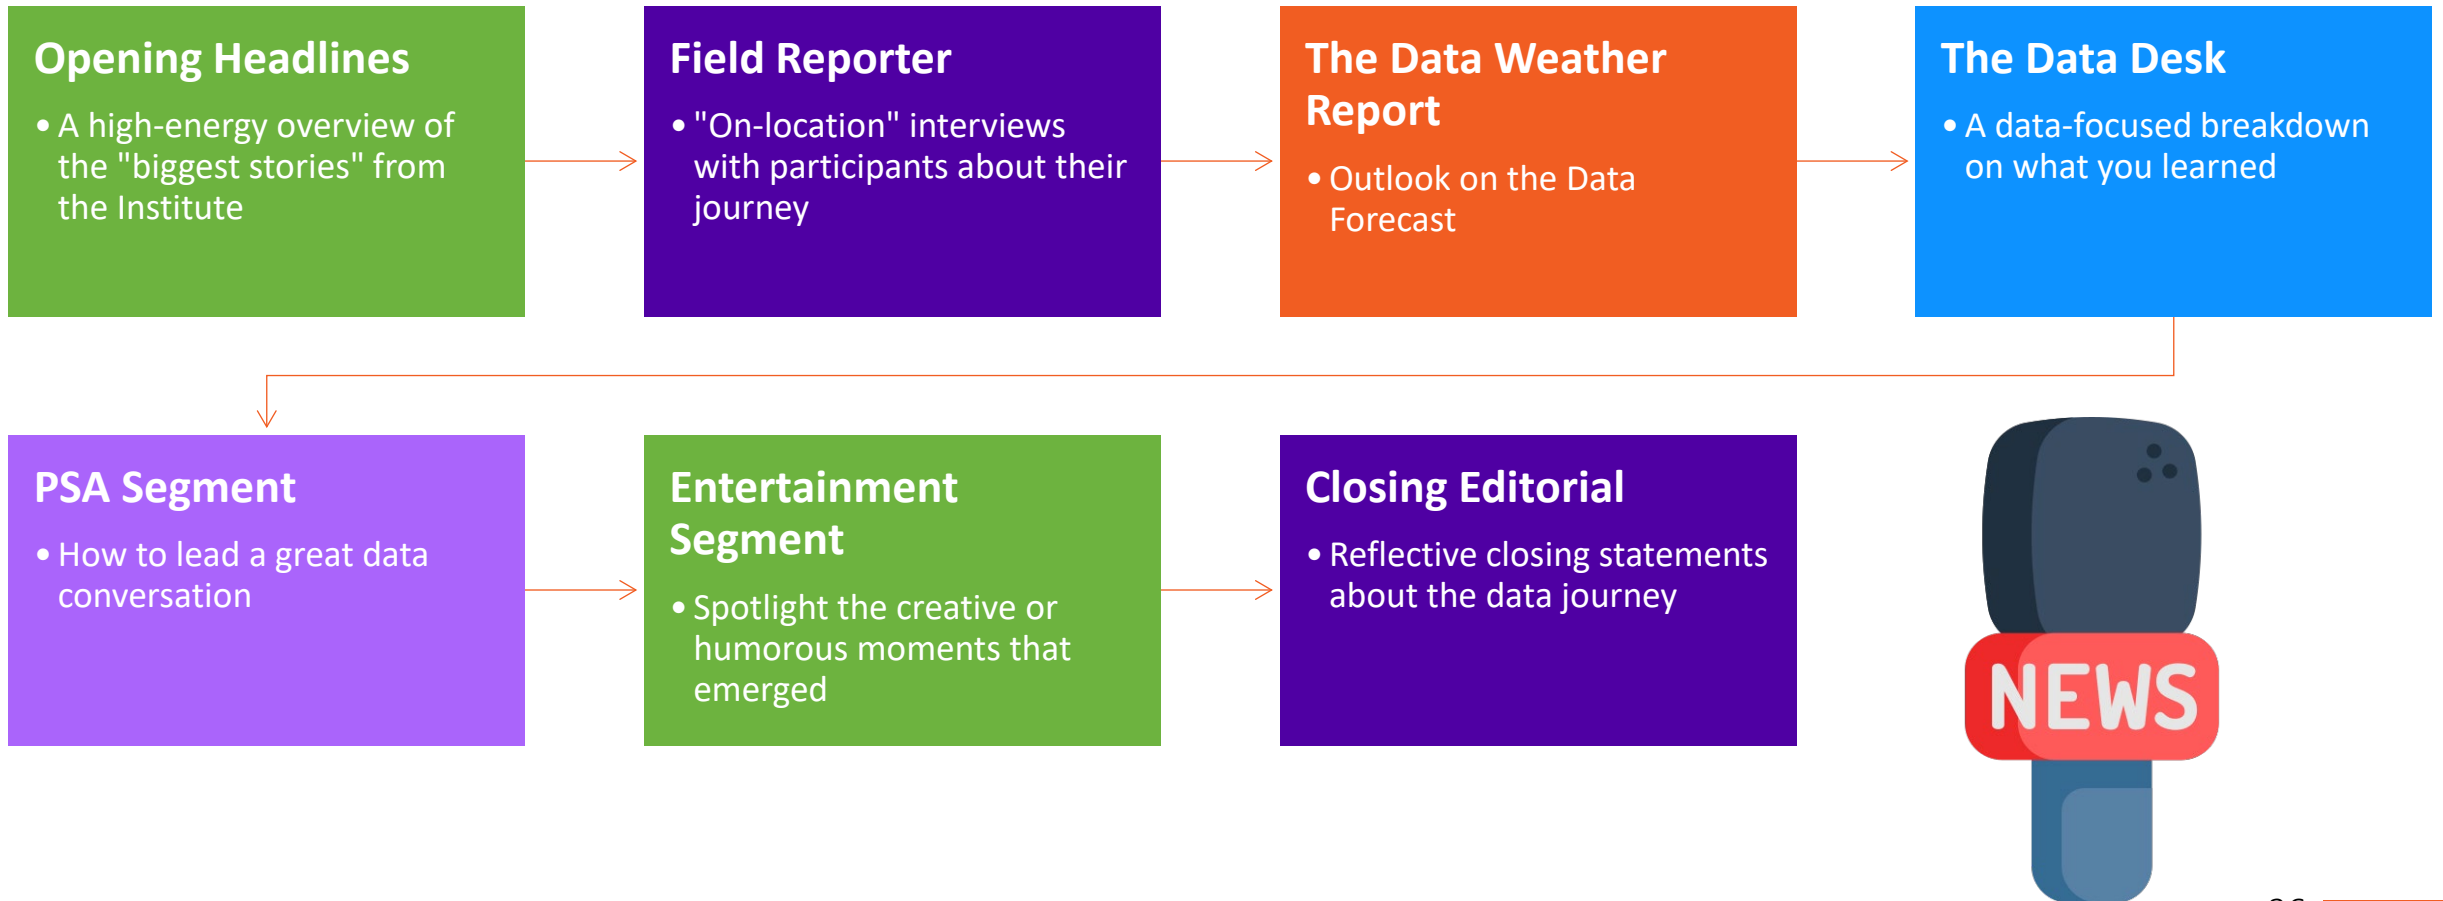 Opening Headlines
• A high-energy overview of
the "biggest stories" from
the Institute
Field Reporter
• "On-location" interviews
with participants about their
journey
The Data Weather
Report
• Outlook on the Data
Forecast
The Data Desk
• A data-focused breakdown
on what you learned
PSA Segment
• How to lead a great data
conversation
Entertainment
Segment
• Spotlight the creative or
humorous moments that
emerged
Closing Editorial
• Reflective closing statements
about the data journey
NEWS